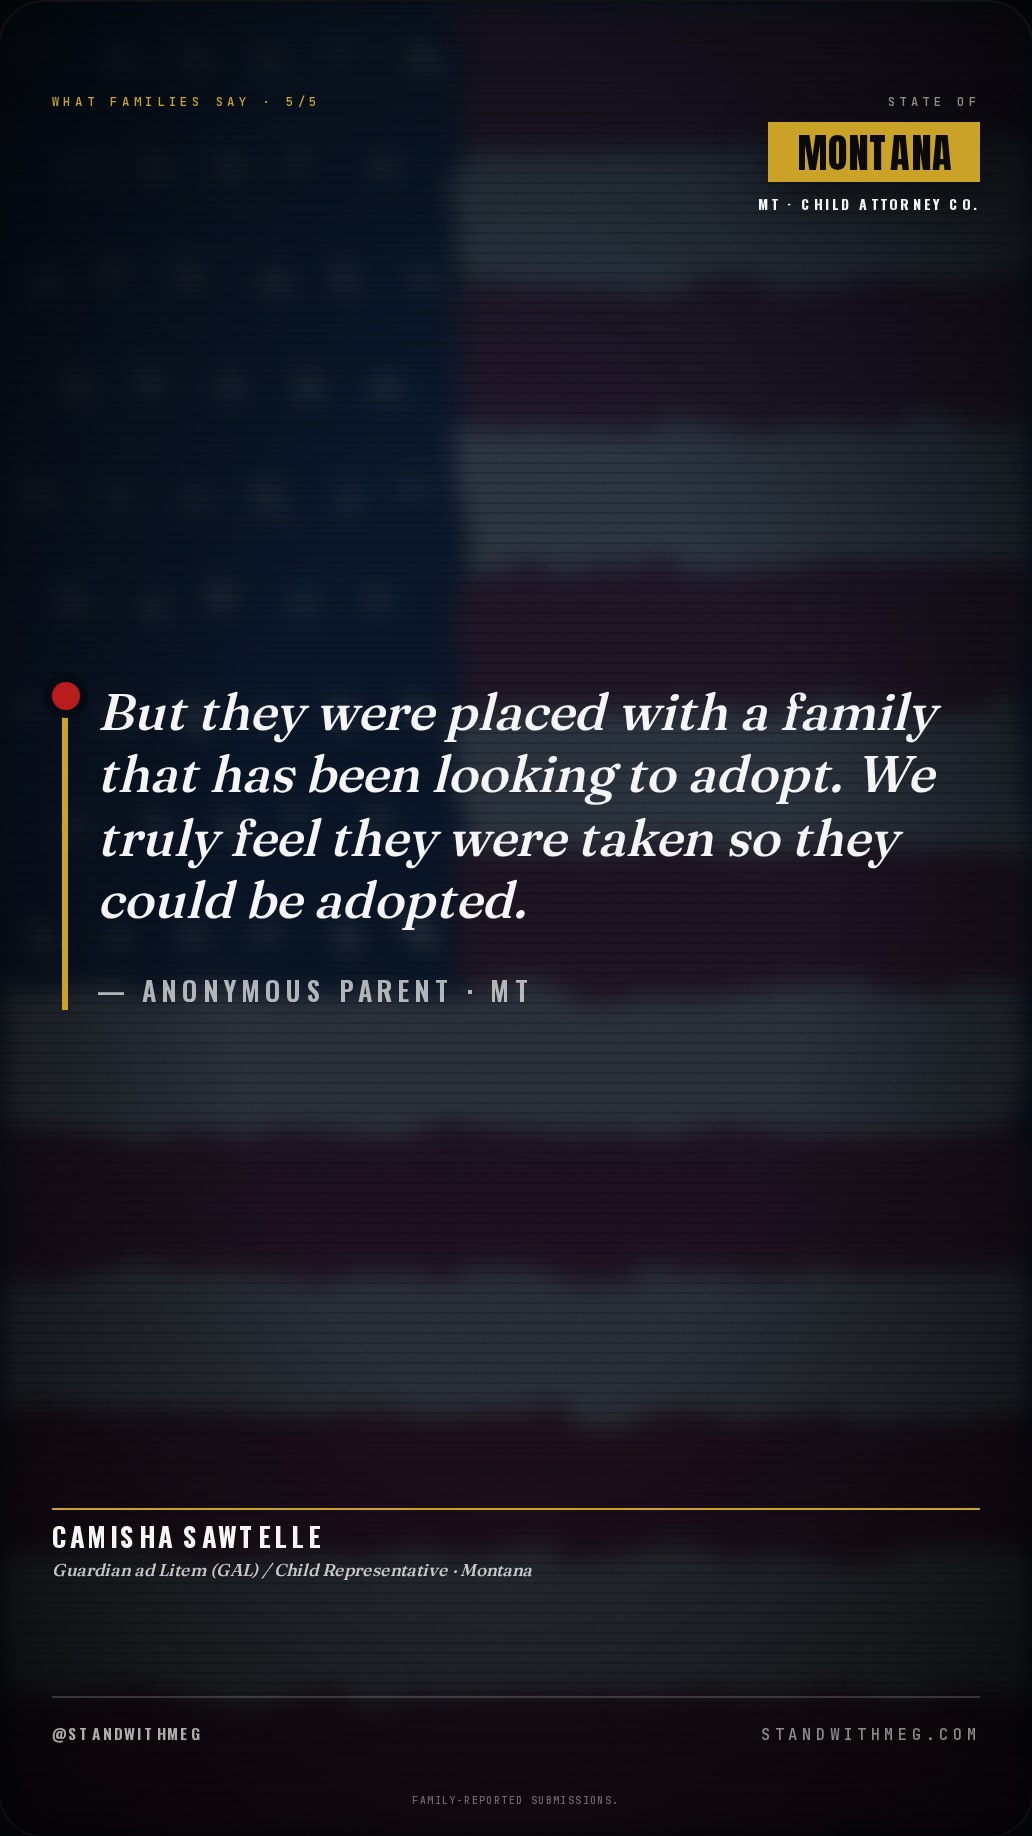 WHAT FAMILIES SAY · 5/5
STATE OF
MONTANA
MT · CHILD ATTORNEY CO.
But they were placed with a family
that has been looking to adopt. We
truly feel they were taken so they
could be adopted.
— ANONYMOUS PARENT · MT
CAMISHA SAWTELLE
Guardian ad Litem (GAL) / Child Representative · Montana
@STANDWITHMEG
STANDWITHMEG.COM
FAMILY-REPORTED SUBMISSIONS.